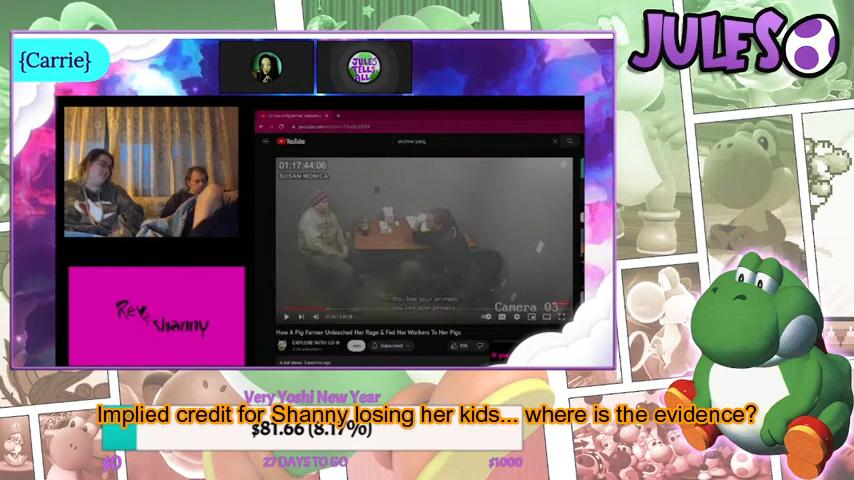 {Carrie}
JULES
JULES
TELLS
ALL
YouTube
01:17:44:06
SUSAN MONICA
You like your animals,
you like your privacy.
Camera 03
How A Pig Farmer Unleashed Her Rage & Fed Her Workers To Her Pigs
EXPLORE WITH US
Join
Subscribed
Rev
shanny
Very Yoshi New Year
Implied credit for Shanny losing her kids... where is the evidence?
$81.66 (8.17%)
$0
27 DAYS TO GO
$1000